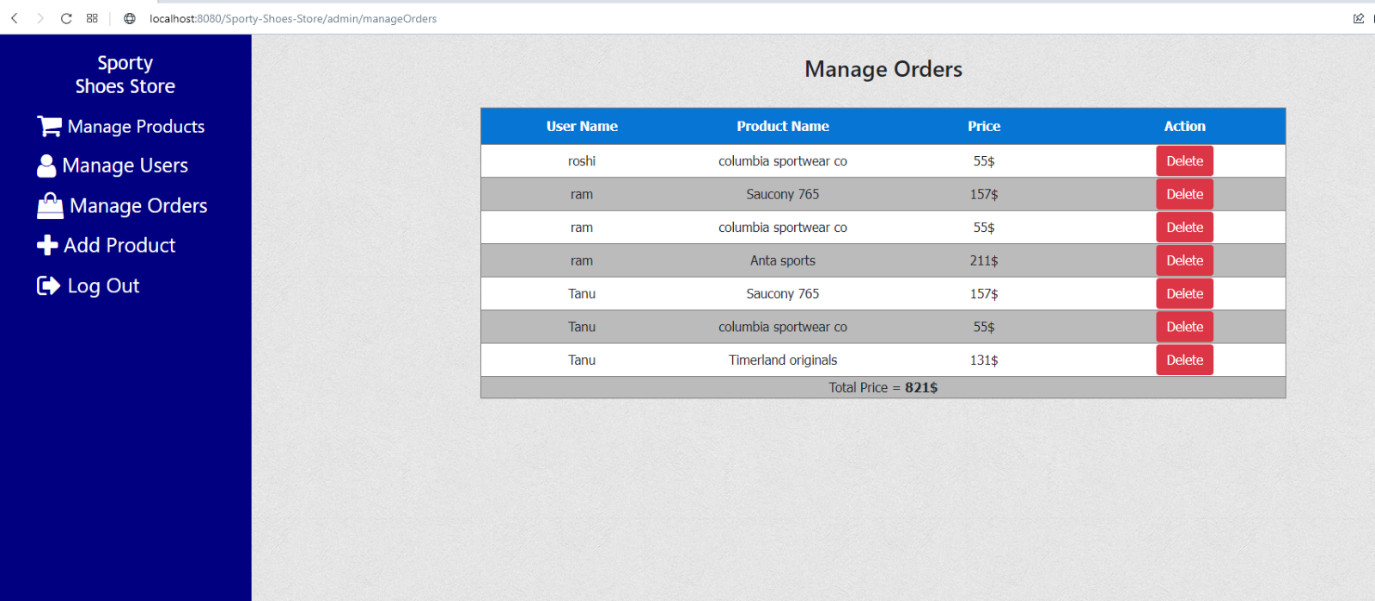 localhost:8080/Sporty-Shoes-Store/admin/manageOrders
Sporty
Shoes Store
Manage Products
Manage Users
Manage Orders
Add Product
Log Out
Manage Orders
User Name Product Name Price Action
roshi columbia sportwear co 55$ Delete
ram Saucony 765 157$ Delete
ram columbia sportwear co 55$ Delete
ram Anta sports 211$ Delete
Tanu Saucony 765 157$ Delete
Tanu columbia sportwear co 55$ Delete
Tanu Timerland originals 131$ Delete
Total Price = 821$